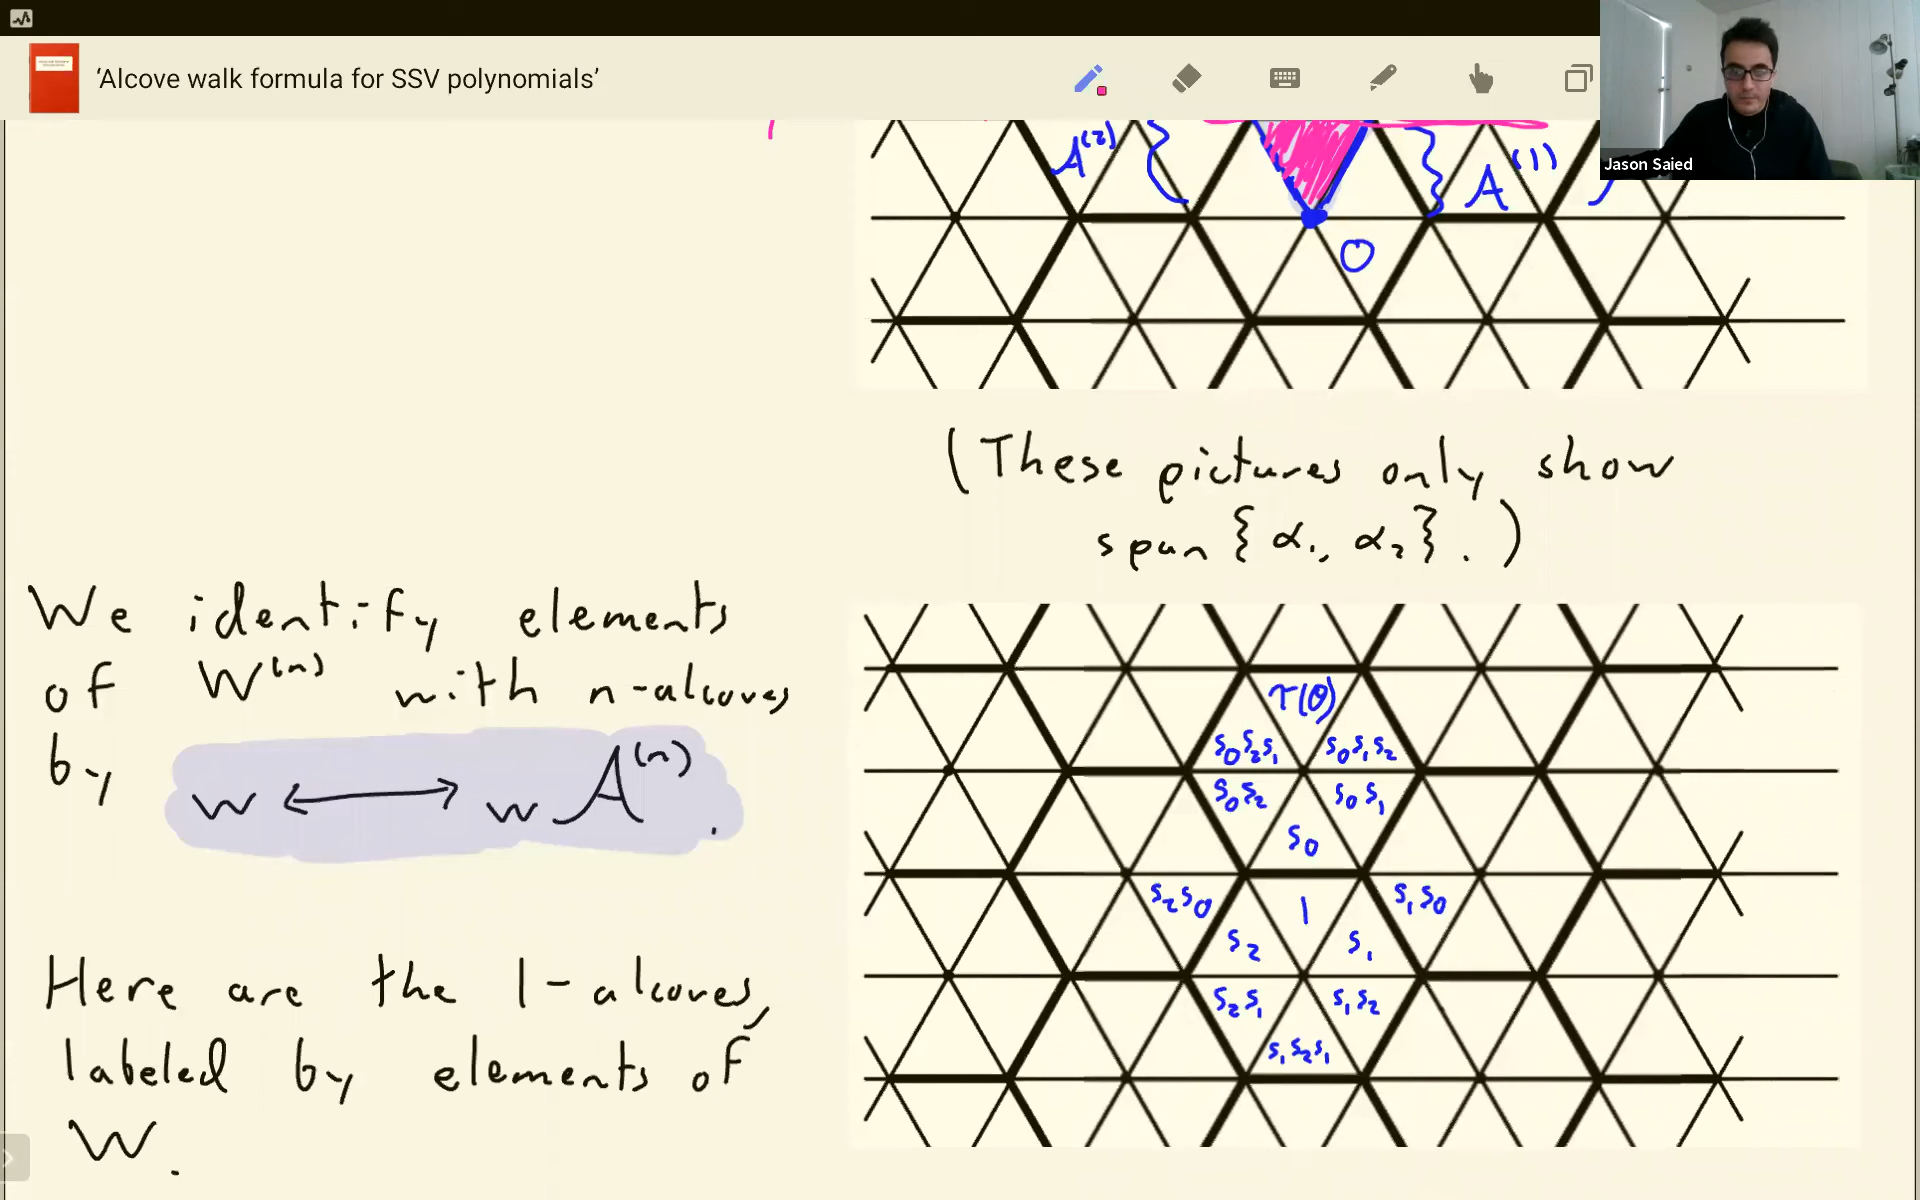 ‘Alcove walk formula for SSV polynomials’
Jason Saied
A⁽²⁾
A⁽¹⁾
0
(These pictures only show
span {α₁, α₂}.)
We identify elements
of W⁽ⁿ⁾ with n-alcoves
by w ↔ wA⁽ⁿ⁾.
Here are the 1-alcoves,
labeled by elements of
W.
τ(θ)
s₀s₂s₁ s₀s₁s₂
s₀s₂ s₀s₁
s₀
s₂s₀ 1 s₁s₀
s₂ s₁
s₂s₁ s₁s₂
s₁s₂s₁